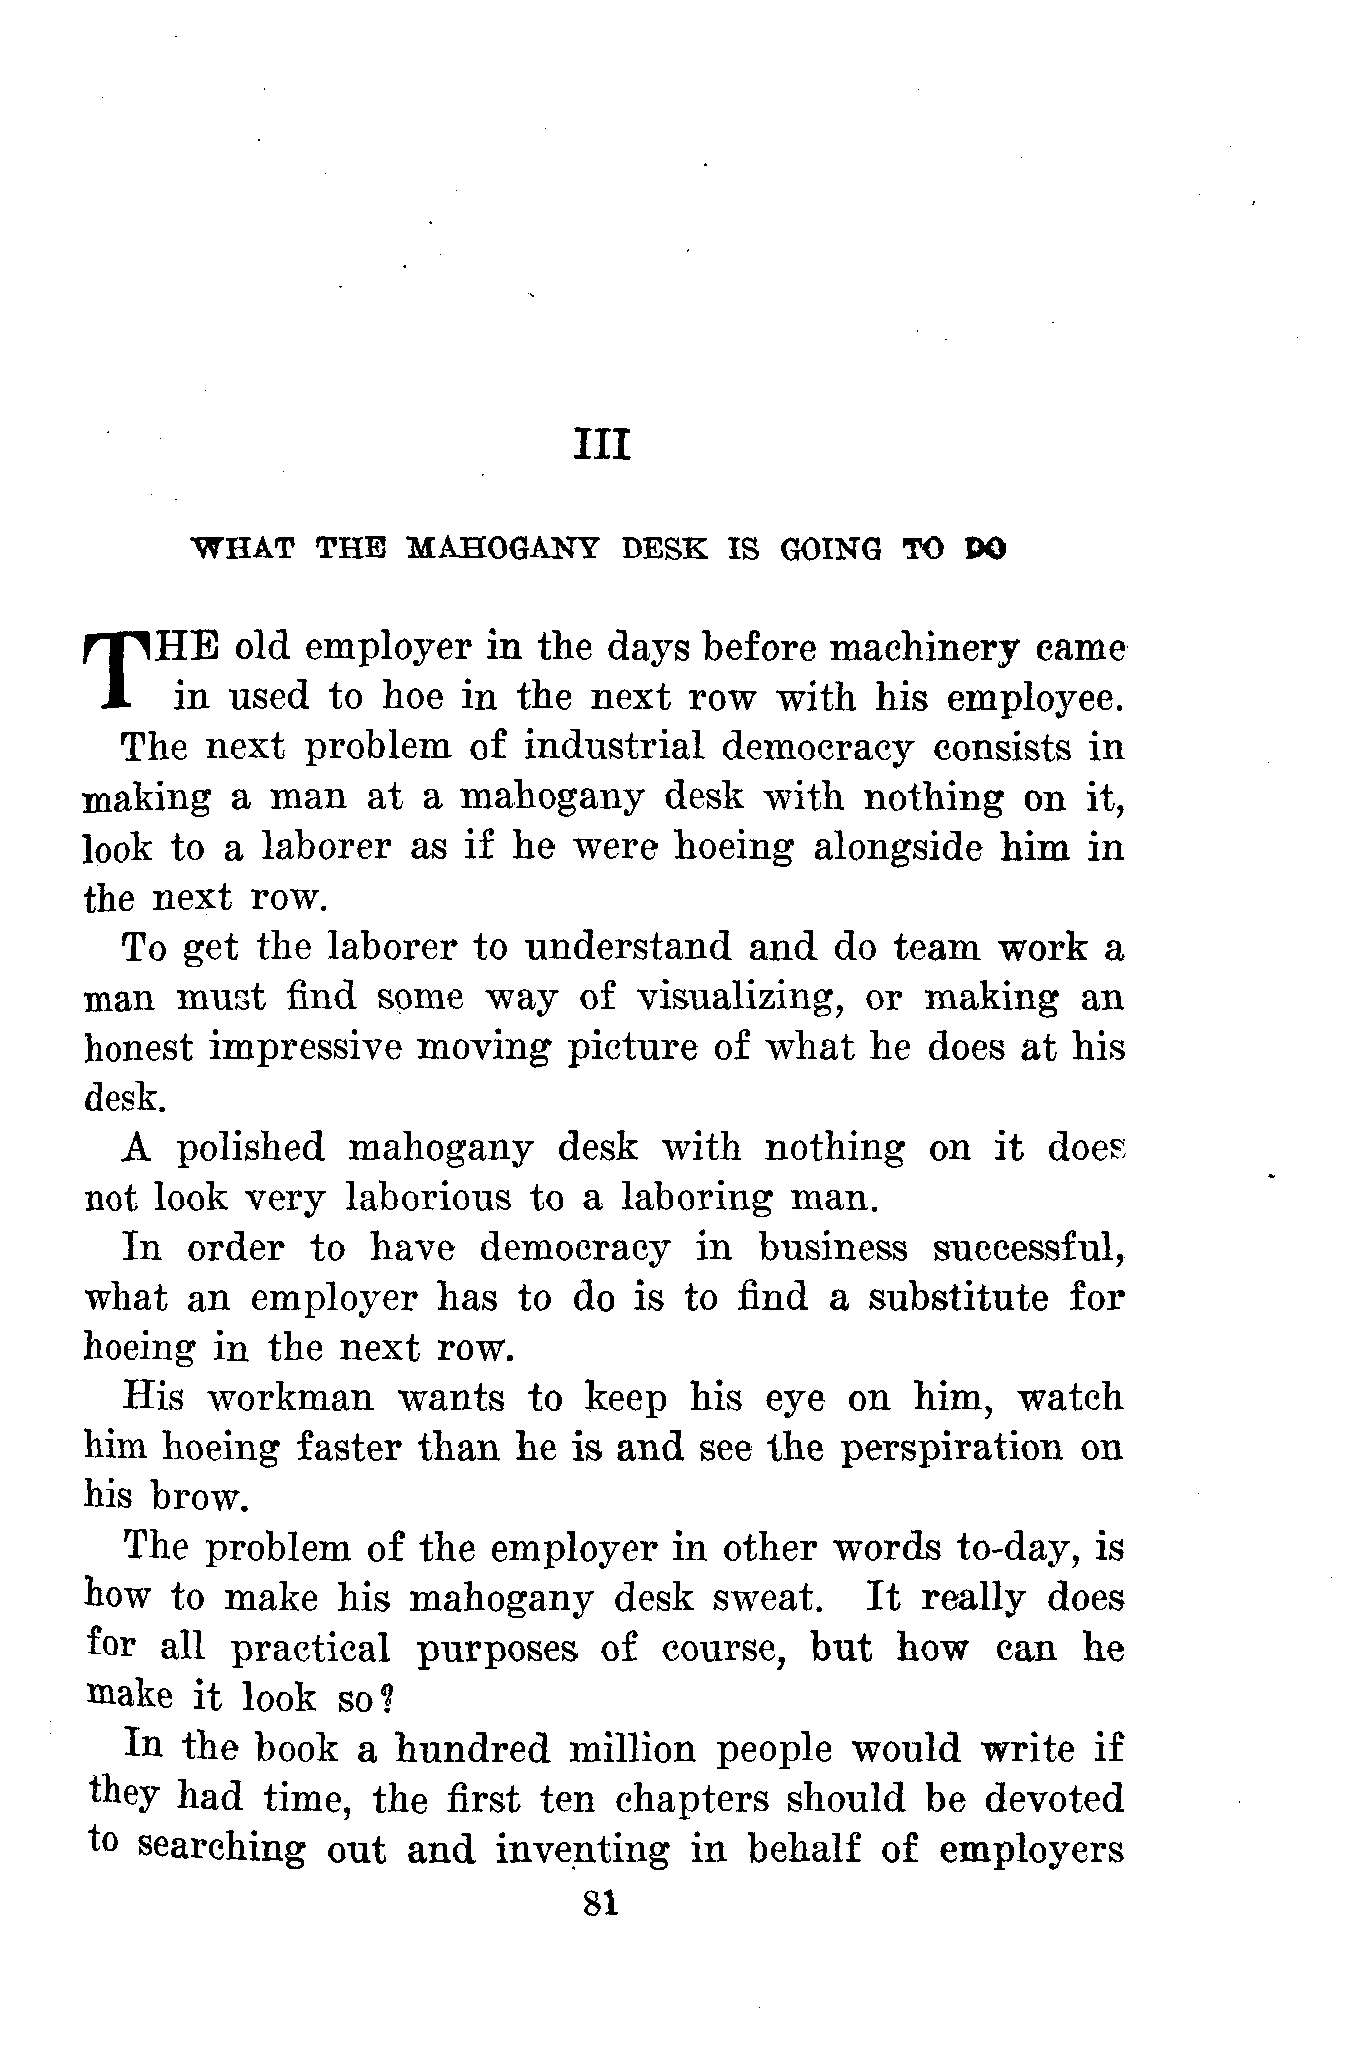 III
WHAT THE MAHOGANY DESK IS GOING TO DO
THE old employer in the days before machinery came
in used to hoe in the next row with his employee.
The next problem of industrial democracy consists in
making a man at a mahogany desk with nothing on it,
look to a laborer as if he were hoeing alongside him in
the next row.
To get the laborer to understand and do team work a
man must find some way of visualizing, or making an
honest impressive moving picture of what he does at his
desk.
A polished mahogany desk with nothing on it does
not look very laborious to a laboring man.
In order to have democracy in business successful,
what an employer has to do is to find a substitute for
hoeing in the next row.
His workman wants to keep his eye on him, watch
him hoeing faster than he is and see the perspiration on
his brow.
The problem of the employer in other words to-day, is
how to make his mahogany desk sweat. It really does
for all practical purposes of course, but how can he
make it look so?
In the book a hundred million people would write if
they had time, the first ten chapters should be devoted
to searching out and inventing in behalf of employers
81